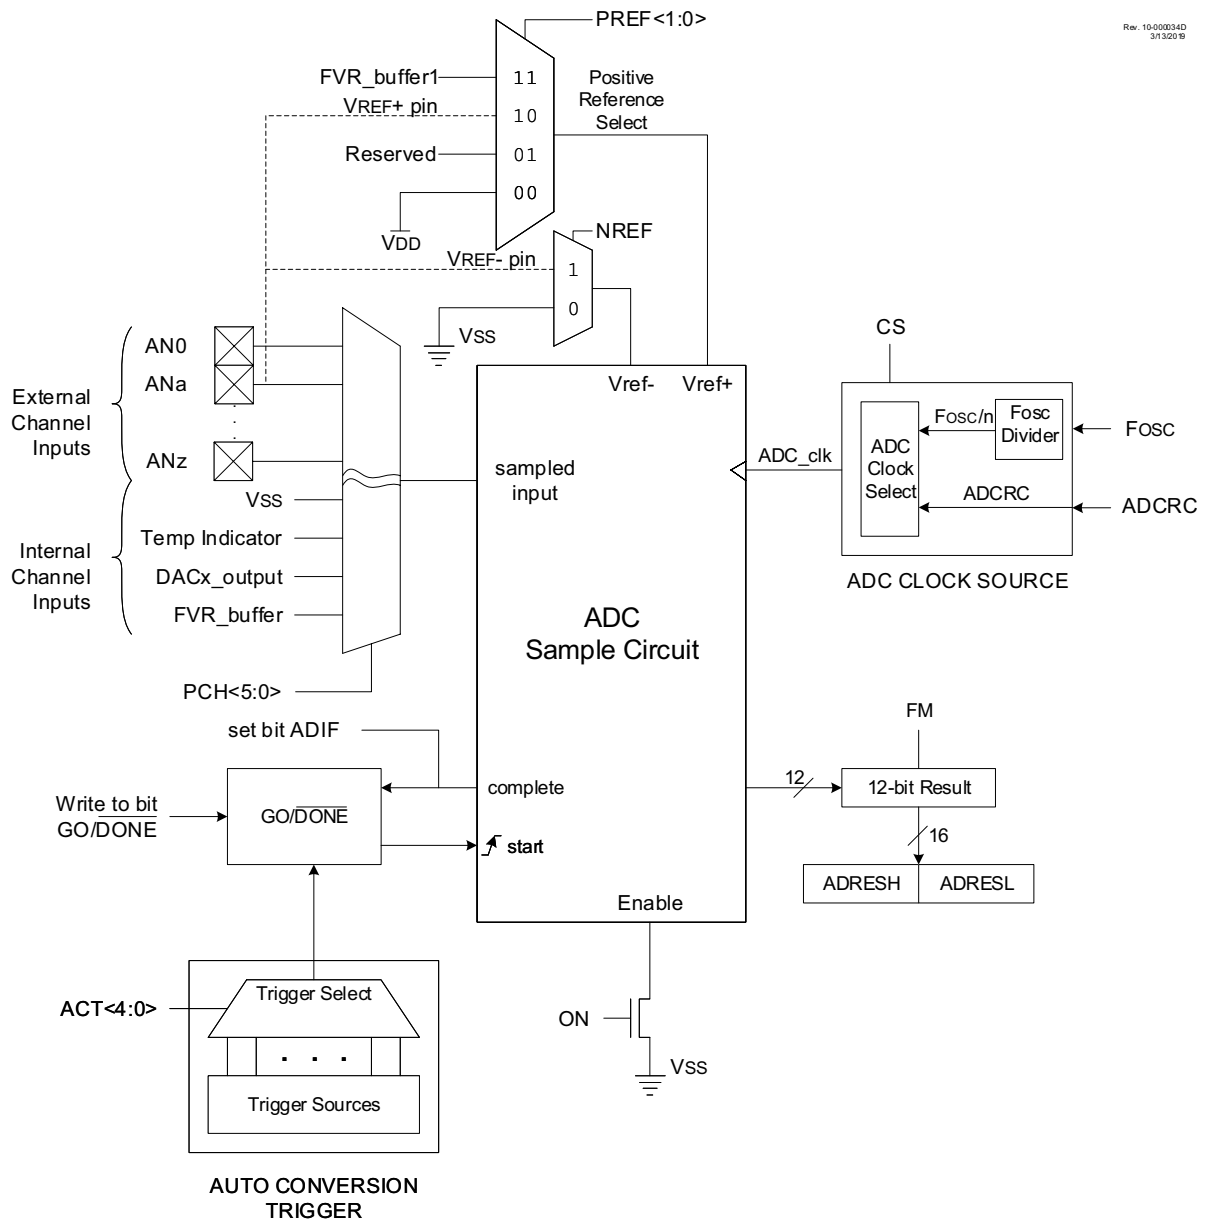 PREF<1:0>
Rev. 10-000034D
3/13/2019
FVR_buffer1
11
Positive
Reference
Select
VREF+ pin
10
Reserved
01
00
VDD
NREF
VREF- pin
1
0
VSS
CS
AN0
ANa
External
Channel
Inputs
ANz
VSS
Internal
Channel
Inputs
Temp Indicator
DACx_output
FVR_buffer
PCH<5:0>
Vref-
Vref+
sampled
input
ADC_clk
ADC
Clock
Select
FOSC/n
Fosc
Divider
FOSC
ADCRC
ADCRC
ADC CLOCK SOURCE
ADC
Sample Circuit
set bit ADIF
FM
complete
12
12-bit Result
Write to bit
GO/DONE
GO/DONE
start
16
ADRESH
ADRESL
Enable
ACT<4:0>
Trigger Select
. . .
Trigger Sources
ON
VSS
AUTO CONVERSION
TRIGGER